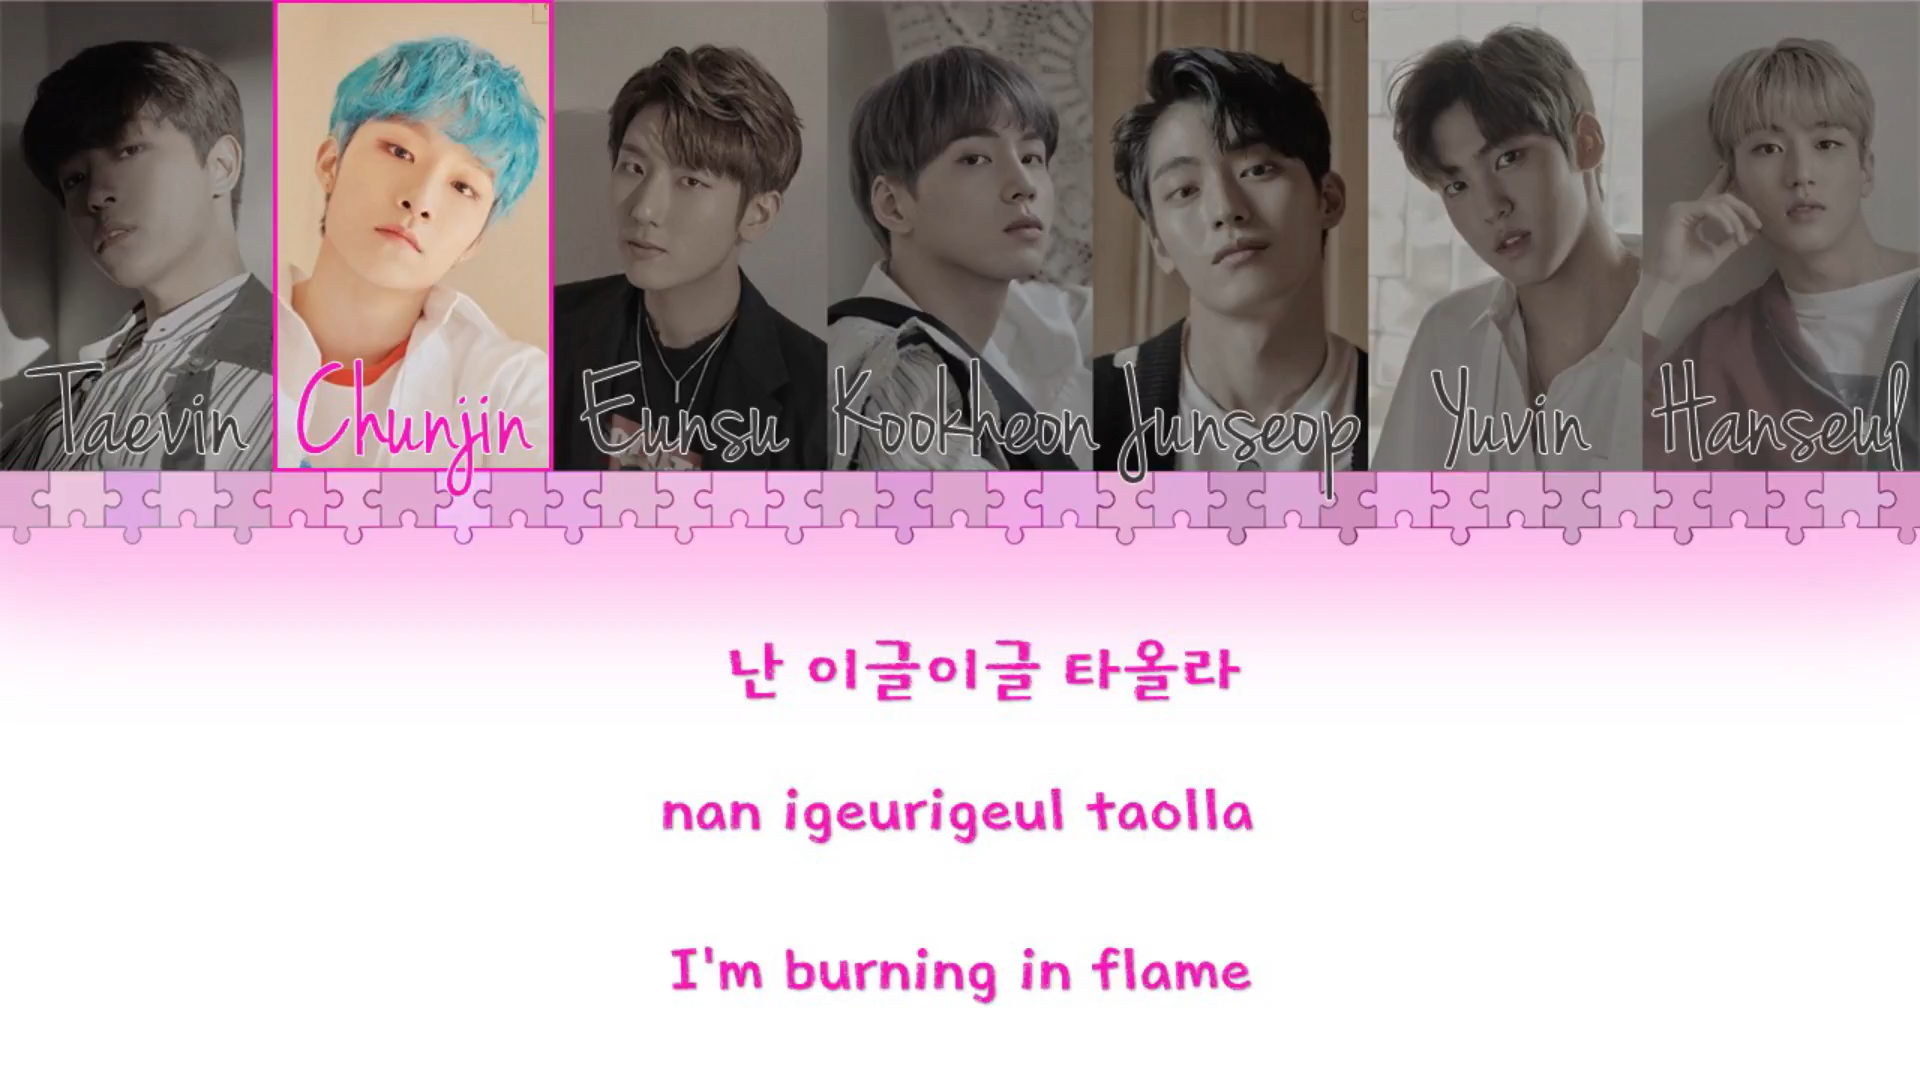 Taevin Chunjin Eunsu Kookheon Junseop Yuvin Hanseul
난 이글이글 타올라
nan igeurigeul taolla
I'm burning in flame